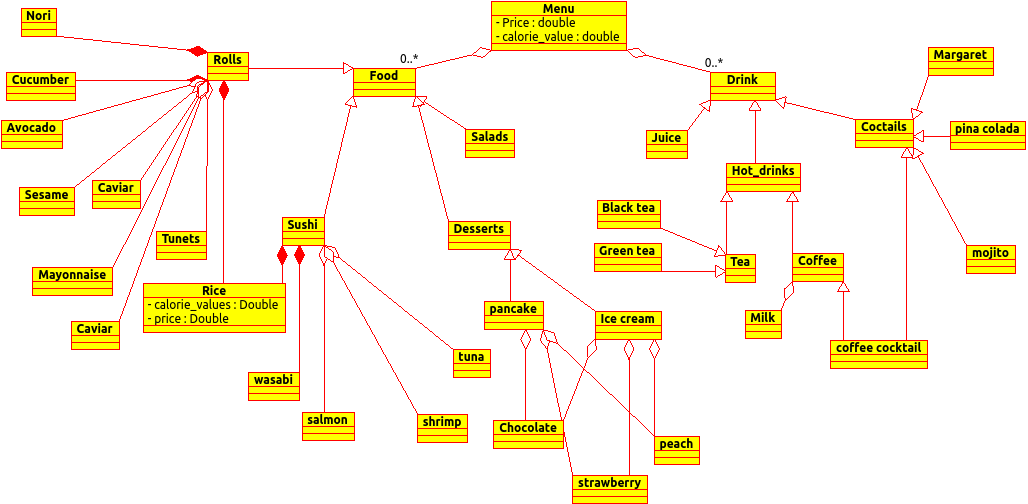 Menu
- Price : double
- calorie_value : double
Nori
Rolls
0..*
0..*
Food
Drink
Margaret
Cucumber
Avocado
Salads
Juice
Coctails
pina colada
Hot_drinks
Sesame
Caviar
Tunets
Sushi
Desserts
Black tea
Green tea
Tea
Coffee
mojito
Mayonnaise
Rice
- calorie_values : Double
- price : Double
Caviar
pancake
Ice cream
Milk
coffee cocktail
tuna
wasabi
salmon
shrimp
Chocolate
peach
strawberry